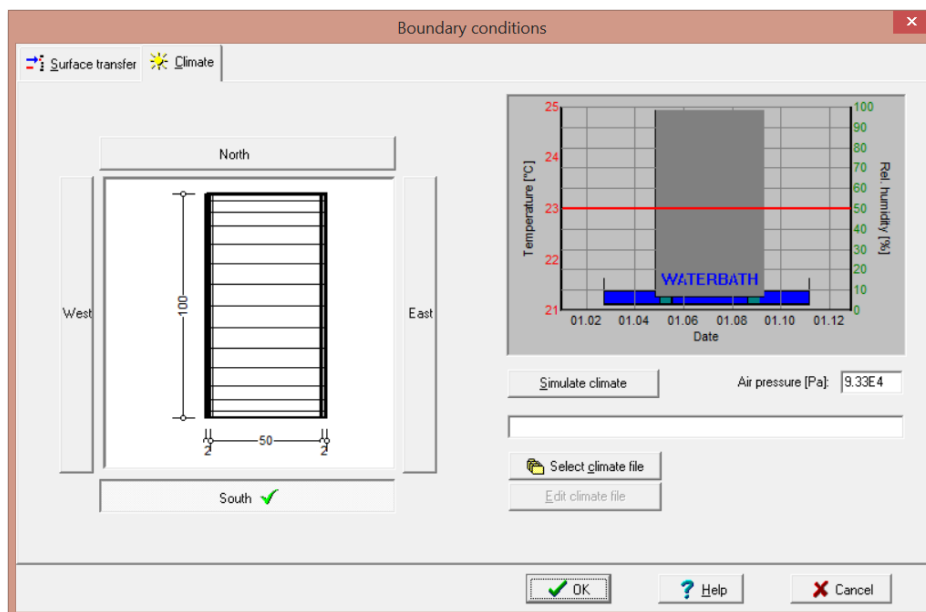 Boundary conditions
Surface transfer
Climate
North
West
East
100
50
2
2
South
25
24
23
22
21
Temperature [°C]
100
90
80
70
60
50
40
30
20
10
0
Rel. humidity [%]
WATERBATH
01.02 01.04 01.06 01.08 01.10 01.12
Date
Simulate climate
Air pressure [Pa]: 9.33E4
Select climate file
Edit climate file
OK
? Help
Cancel